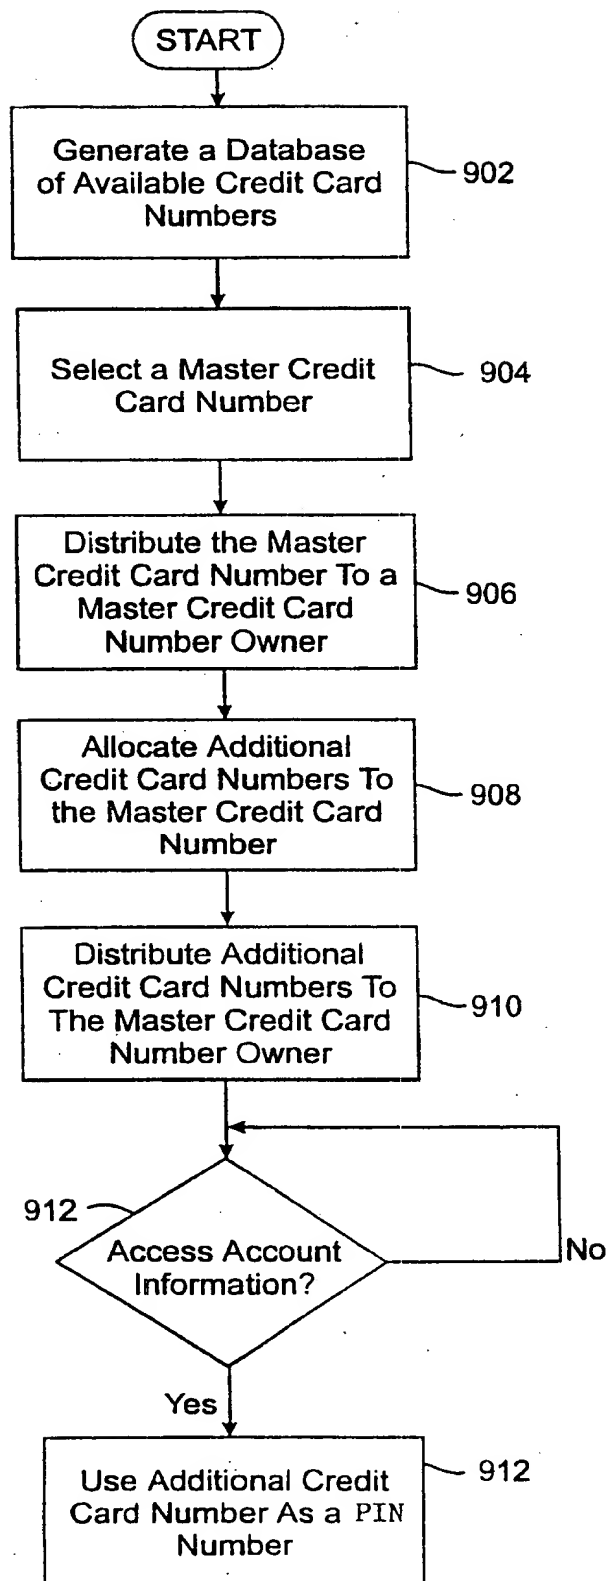 START
Generate a Database
of Available Credit Card
Numbers
902
Select a Master Credit
Card Number
904
Distribute the Master
Credit Card Number To a
Master Credit Card
Number Owner
906
Allocate Additional
Credit Card Numbers To
the Master Credit Card
Number
908
Distribute Additional
Credit Card Numbers To
The Master Credit Card
Number Owner
910
912
Access Account
Information?
No
Yes
Use Additional Credit
Card Number As a PIN
Number
912